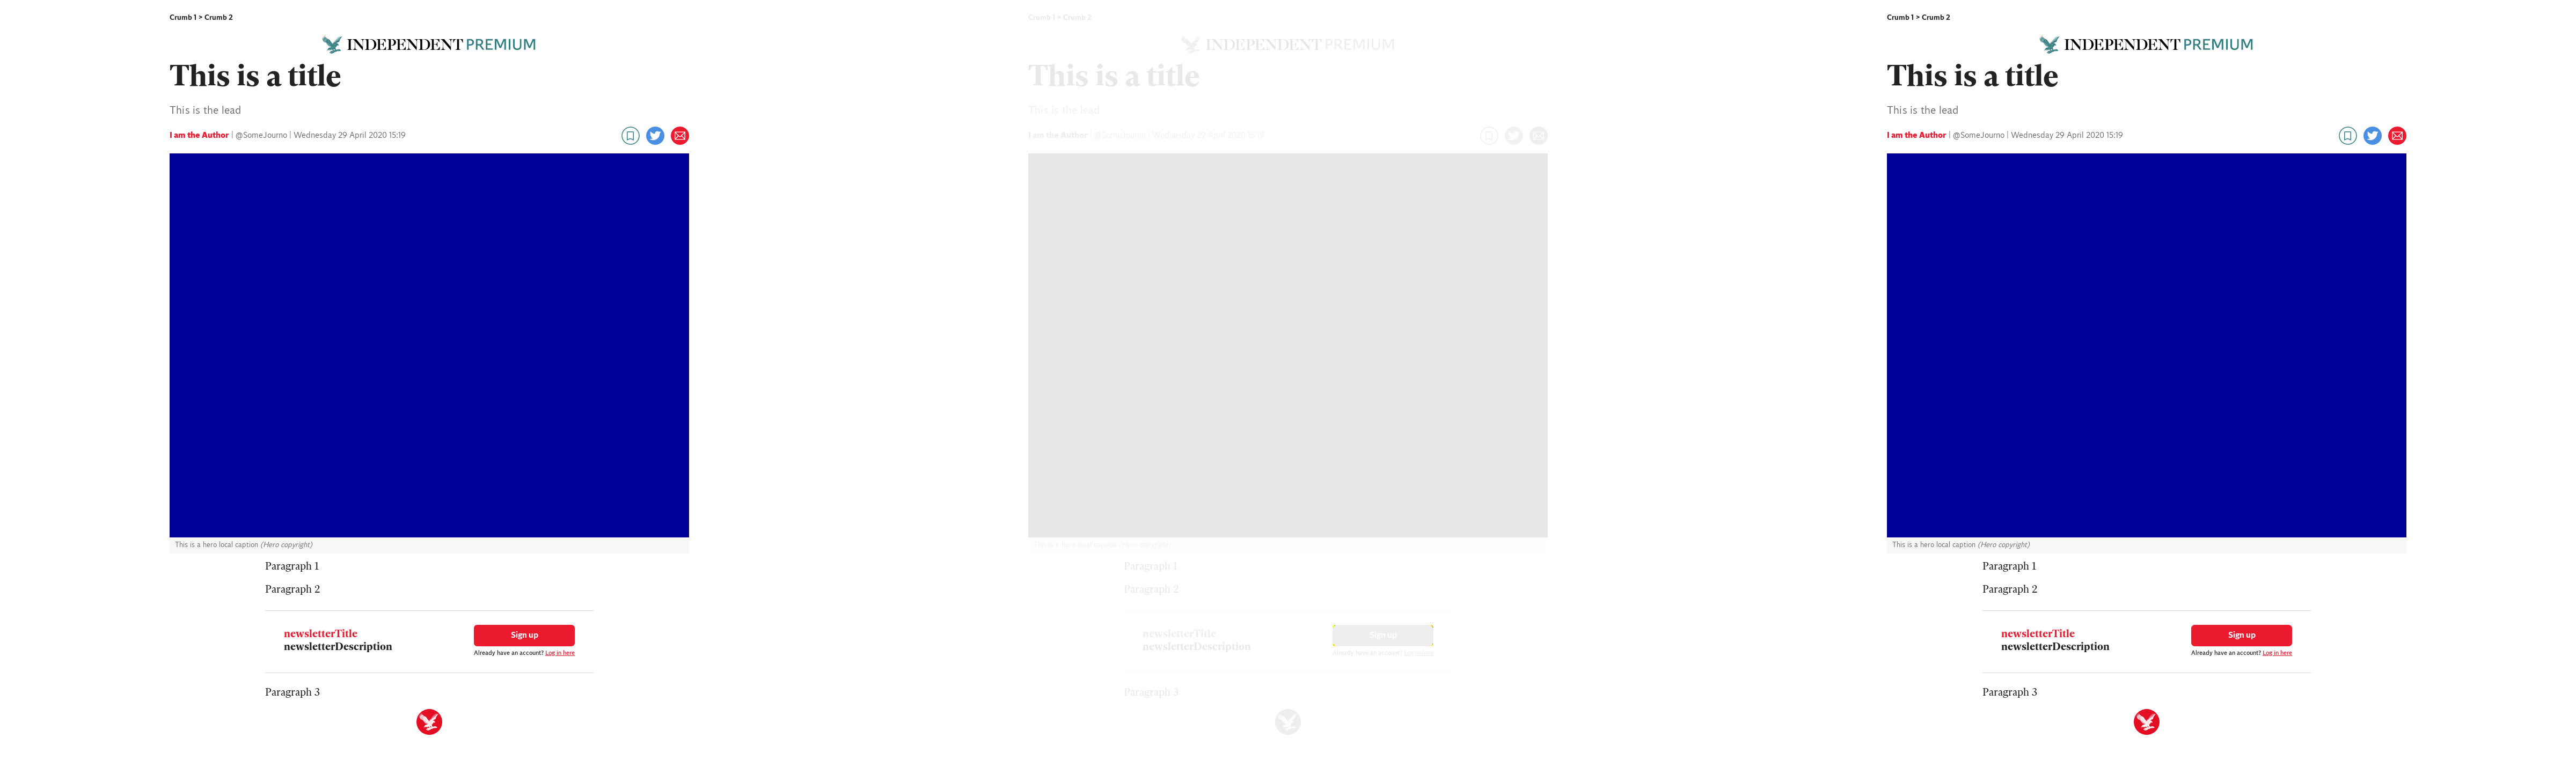 Crumb 1 > Crumb 2
INDEPENDENT PREMIUM
This is a title
This is the lead
I am the Author | @SomeJourno | Wednesday 29 April 2020 15:19
This is a hero local caption (Hero copyright)
Paragraph 1
Paragraph 2
newsletterTitle
newsletterDescription
Sign up
Already have an account? Log in here
Paragraph 3
Crumb 1 > Crumb 2
INDEPENDENT PREMIUM
This is a title
This is the lead
I am the Author | @SomeJourno | Wednesday 29 April 2020 15:19
This is a hero local caption (Hero copyright)
Paragraph 1
Paragraph 2
newsletterTitle
newsletterDescription
Sign up
Already have an account? Log in here
Paragraph 3
Crumb 1 > Crumb 2
INDEPENDENT PREMIUM
This is a title
This is the lead
I am the Author | @SomeJourno | Wednesday 29 April 2020 15:19
This is a hero local caption (Hero copyright)
Paragraph 1
Paragraph 2
newsletterTitle
newsletterDescription
Sign up
Already have an account? Log in here
Paragraph 3